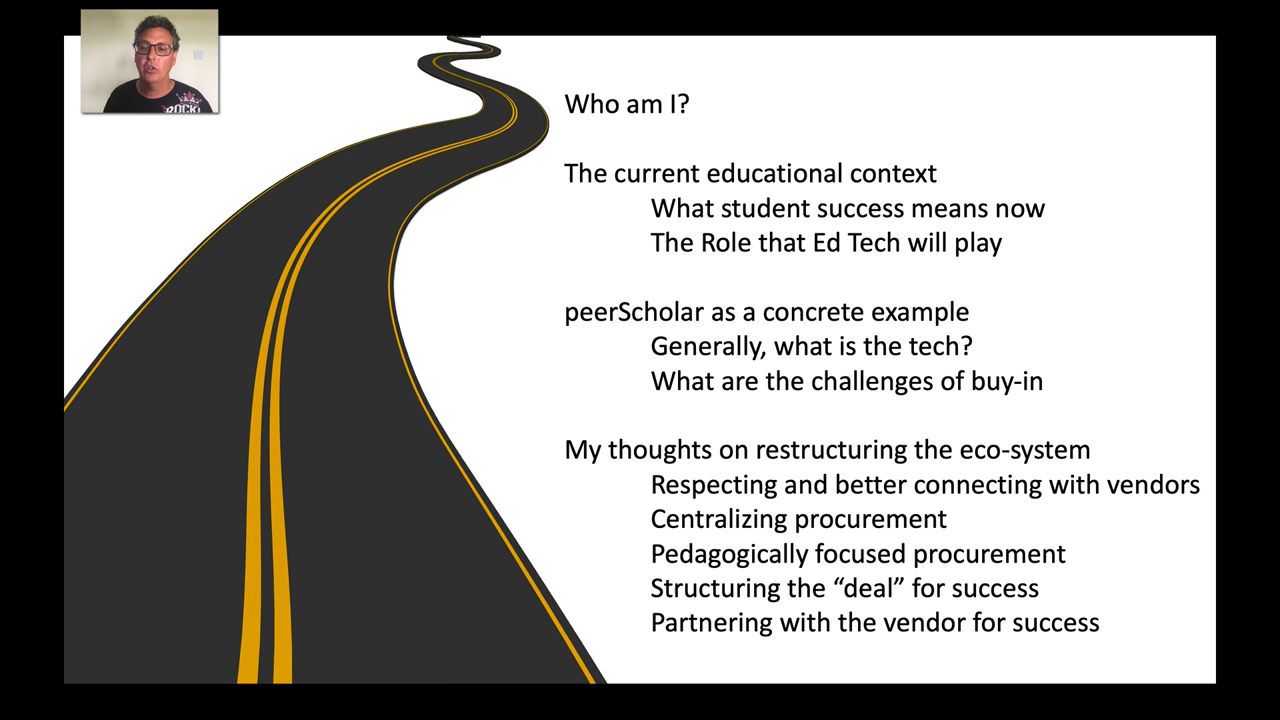 ROCK!
Who am I?
The current educational context
What student success means now
The Role that Ed Tech will play
peerScholar as a concrete example
Generally, what is the tech?
What are the challenges of buy-in
My thoughts on restructuring the eco-system
Respecting and better connecting with vendors
Centralizing procurement
Pedagogically focused procurement
Structuring the “deal” for success
Partnering with the vendor for success